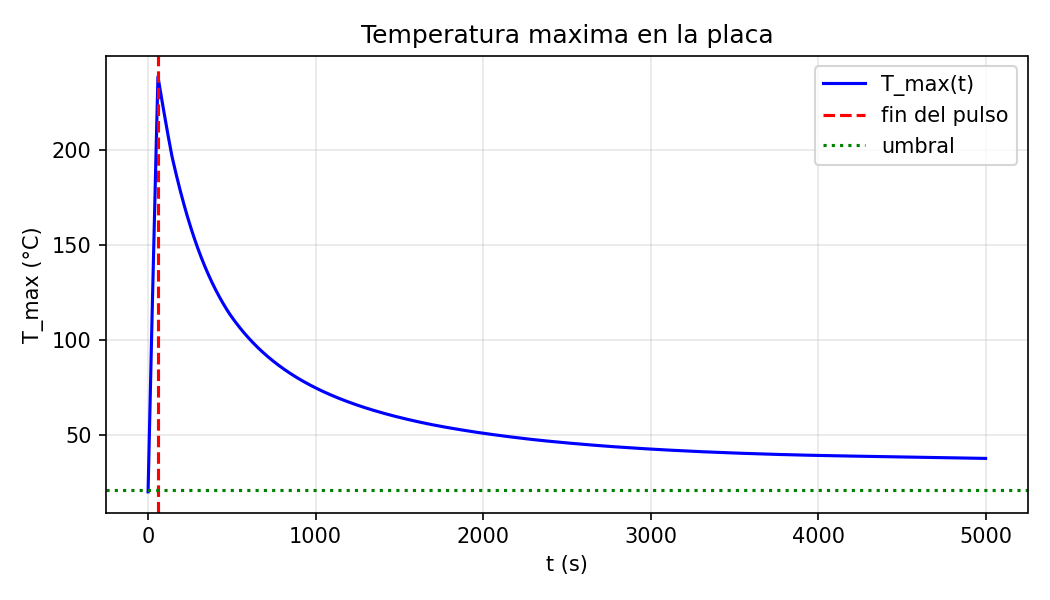 Temperatura maxima en la placa
T_max(t)
fin del pulso
umbral
T_max (°C)
200
150
100
50
0
1000
2000
3000
4000
5000
t (s)